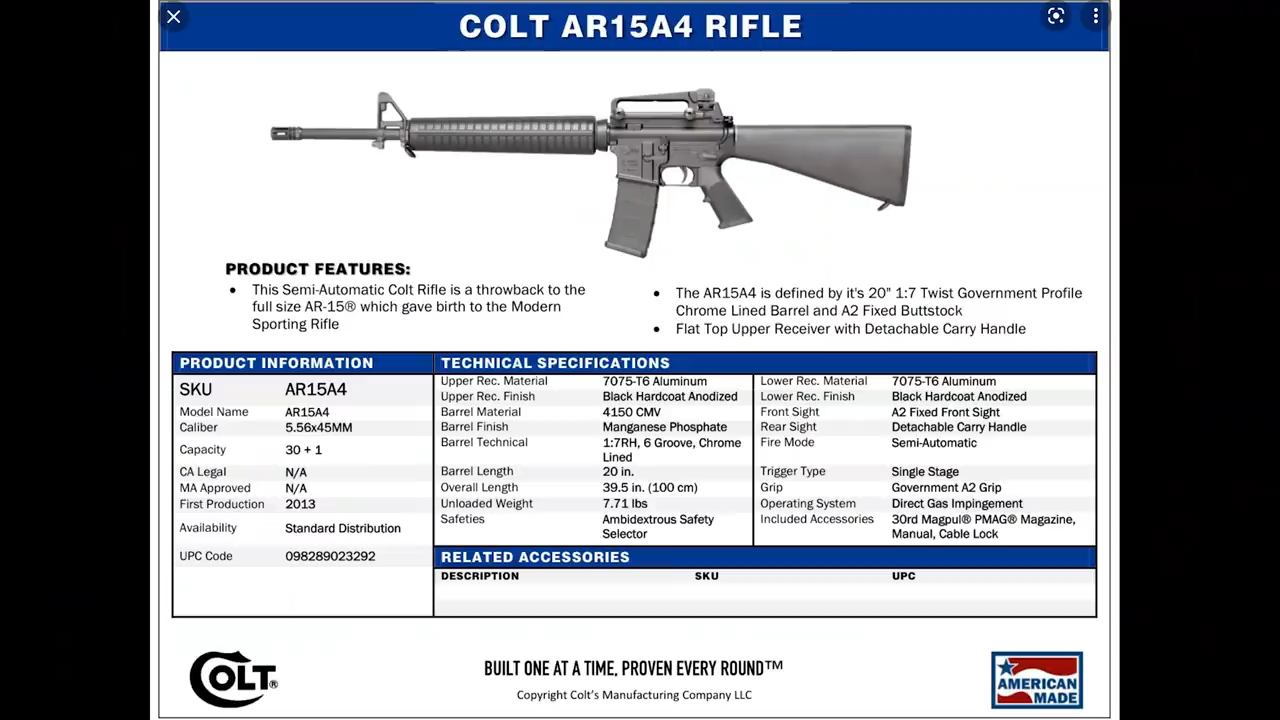 COLT AR15A4 RIFLE
PRODUCT FEATURES:
• This Semi-Automatic Colt Rifle is a throwback to the
full size AR-15® which gave birth to the Modern
Sporting Rifle
• The AR15A4 is defined by it's 20" 1:7 Twist Government Profile
Chrome Lined Barrel and A2 Fixed Buttstock
• Flat Top Upper Receiver with Detachable Carry Handle
PRODUCT INFORMATION
SKU AR15A4
Model Name AR15A4
Caliber 5.56x45MM
Capacity 30 + 1
CA Legal N/A
MA Approved N/A
First Production 2013
Availability Standard Distribution
UPC Code 098289023292
TECHNICAL SPECIFICATIONS
Upper Rec. Material 7075-T6 Aluminum
Upper Rec. Finish Black Hardcoat Anodized
Barrel Material 4150 CMV
Barrel Finish Manganese Phosphate
Barrel Technical 1:7RH, 6 Groove, Chrome
Lined
Barrel Length 20 in.
Overall Length 39.5 in. (100 cm)
Unloaded Weight 7.71 lbs
Safeties Ambidextrous Safety
Selector
Lower Rec. Material 7075-T6 Aluminum
Lower Rec. Finish Black Hardcoat Anodized
Front Sight A2 Fixed Front Sight
Rear Sight Detachable Carry Handle
Fire Mode Semi-Automatic
Trigger Type Single Stage
Grip Government A2 Grip
Operating System Direct Gas Impingement
Included Accessories 30rd Magpul® PMAG® Magazine,
Manual, Cable Lock
RELATED ACCESSORIES
DESCRIPTION SKU UPC
COLT®
BUILT ONE AT A TIME, PROVEN EVERY ROUND™
Copyright Colt's Manufacturing Company LLC
AMERICAN
MADE